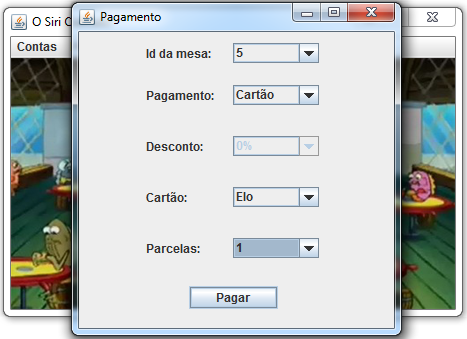 O Siri C
Pagamento
Contas
Id da mesa: 5
Pagamento: Cartão
Desconto: 0%
Cartão: Elo
Parcelas: 1
Pagar